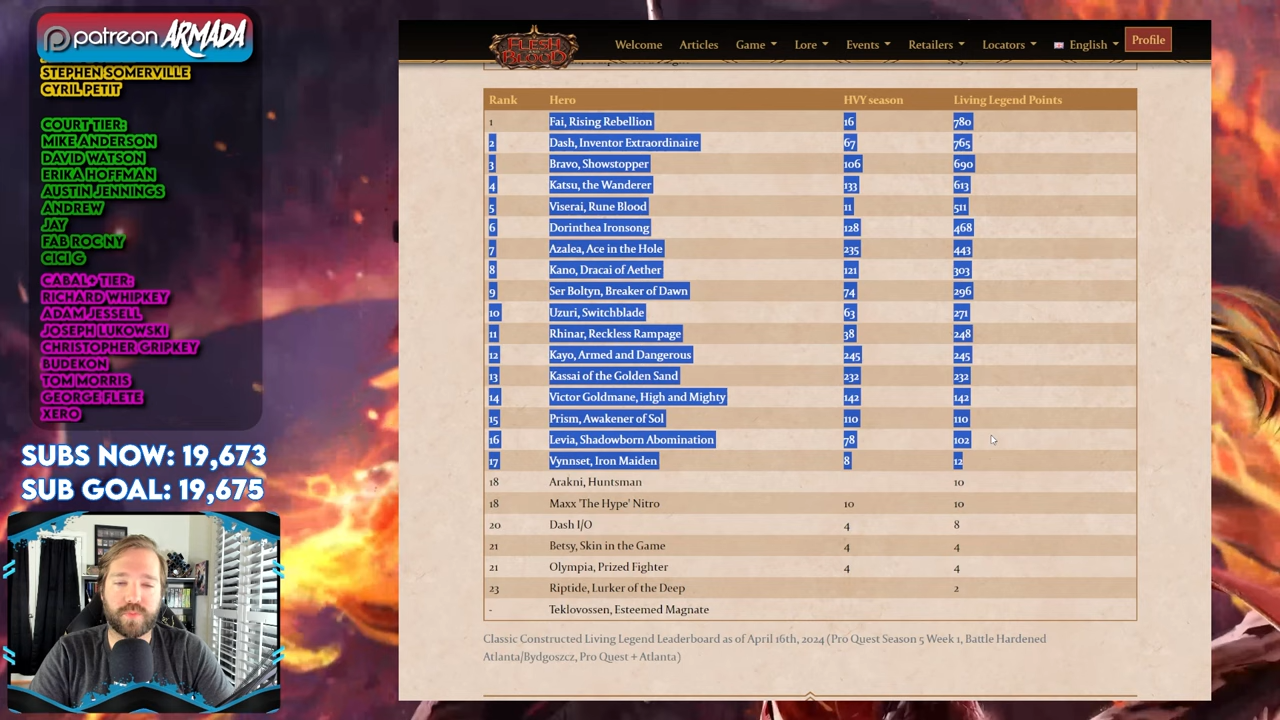 patreon ARMADA
STEPHEN SOMERVILLE
CYRIL PETIT
COURT TIER:
MIKE ANDERSON
DAVID WATSON
ERIKA HOFFMAN
AUSTIN JENNINGS
ANDREW
JAY
FAB ROC NY
CICI G
CABAL+ TIER:
RICHARD WHIPKEY
ADAM JESSELL
JOSEPH LUKOWSKI
CHRISTOPHER GRIPKEY
BUDEKON
TOM MORRIS
GEORGE FLETE
XERO
SUBS NOW: 19,673
SUB GOAL: 19,675
FLESH AND BLOOD Welcome Articles Game Lore Events Retailers Locators English Profile
Rank Hero HVY season Living Legend Points
1 Fai, Rising Rebellion 16 780
2 Dash, Inventor Extraordinaire 67 765
3 Bravo, Showstopper 106 690
4 Katsu, the Wanderer 133 613
5 Viserai, Rune Blood 11 511
6 Dorinthea Ironsong 128 468
7 Azalea, Ace in the Hole 235 443
8 Kano, Dracai of Aether 121 303
9 Ser Boltyn, Breaker of Dawn 74 296
10 Uzuri, Switchblade 63 271
11 Rhinar, Reckless Rampage 38 248
12 Kayo, Armed and Dangerous 245 245
13 Kassai of the Golden Sand 232 232
14 Victor Goldmane, High and Mighty 142 142
15 Prism, Awakener of Sol 110 110
16 Levia, Shadowborn Abomination 78 102
17 Vynnset, Iron Maiden 8 12
18 Arakni, Huntsman 10
18 Maxx 'The Hype' Nitro 10 10
20 Dash I/O 4 8
21 Betsy, Skin in the Game 4 4
21 Olympia, Prized Fighter 4 4
23 Riptide, Lurker of the Deep 2
- Teklovossen, Esteemed Magnate
Classic Constructed Living Legend Leaderboard as of April 16th, 2024 (Pro Quest Season 5 Week 1, Battle Hardened
Atlanta/Bydgoszcz, Pro Quest + Atlanta)